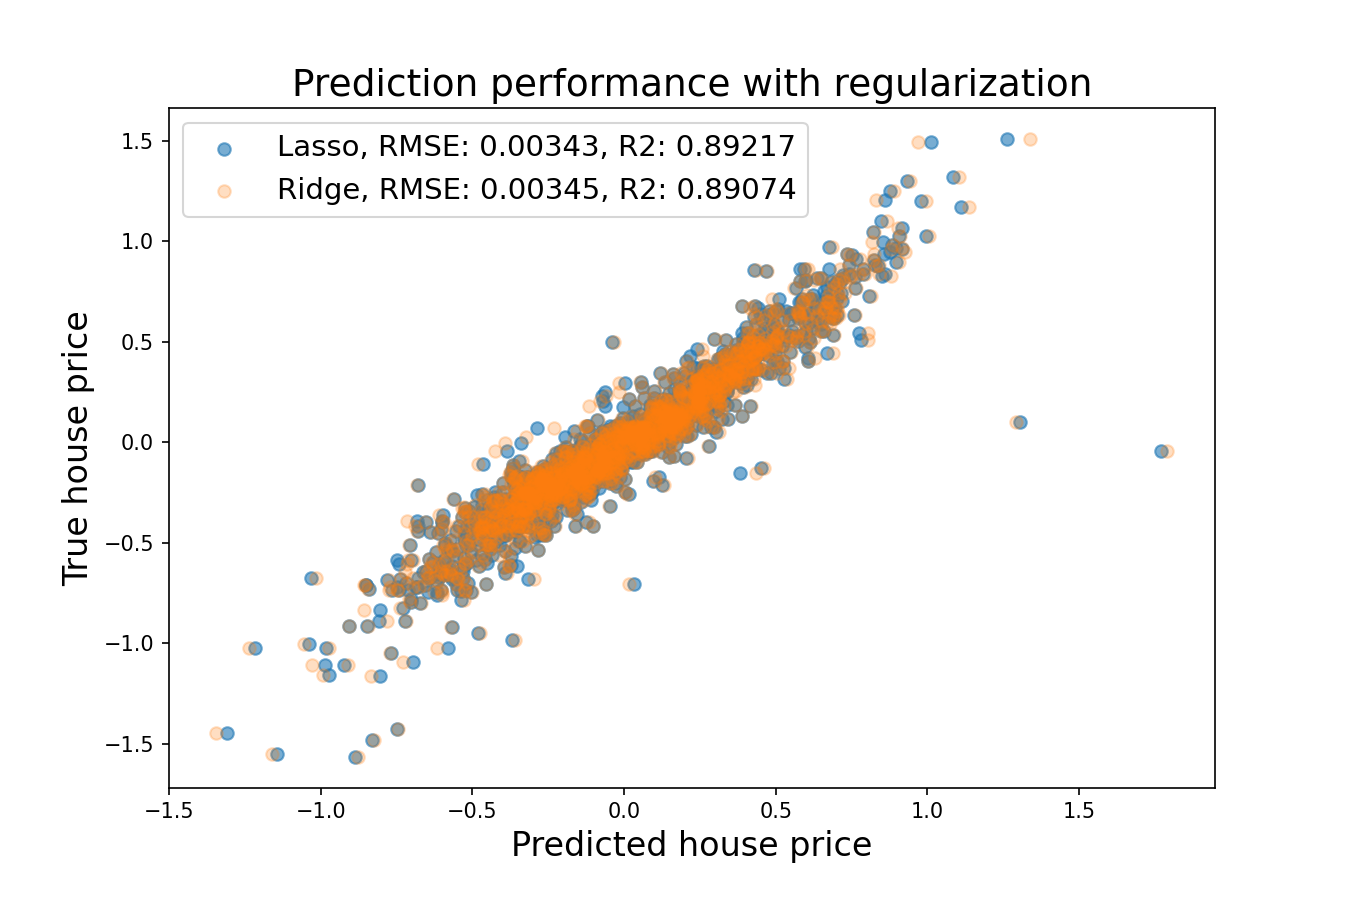 Prediction performance with regularization
Lasso, RMSE: 0.00343, R2: 0.89217
Ridge, RMSE: 0.00345, R2: 0.89074
True house price
1.5
1.0
0.5
0.0
−0.5
−1.0
−1.5
−1.5 −1.0 −0.5 0.0 0.5 1.0 1.5
Predicted house price